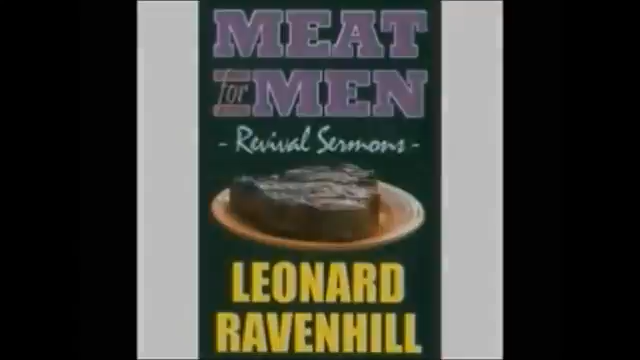 MEAT
for MEN
- Revival Sermons -
LEONARD
RAVENHILL